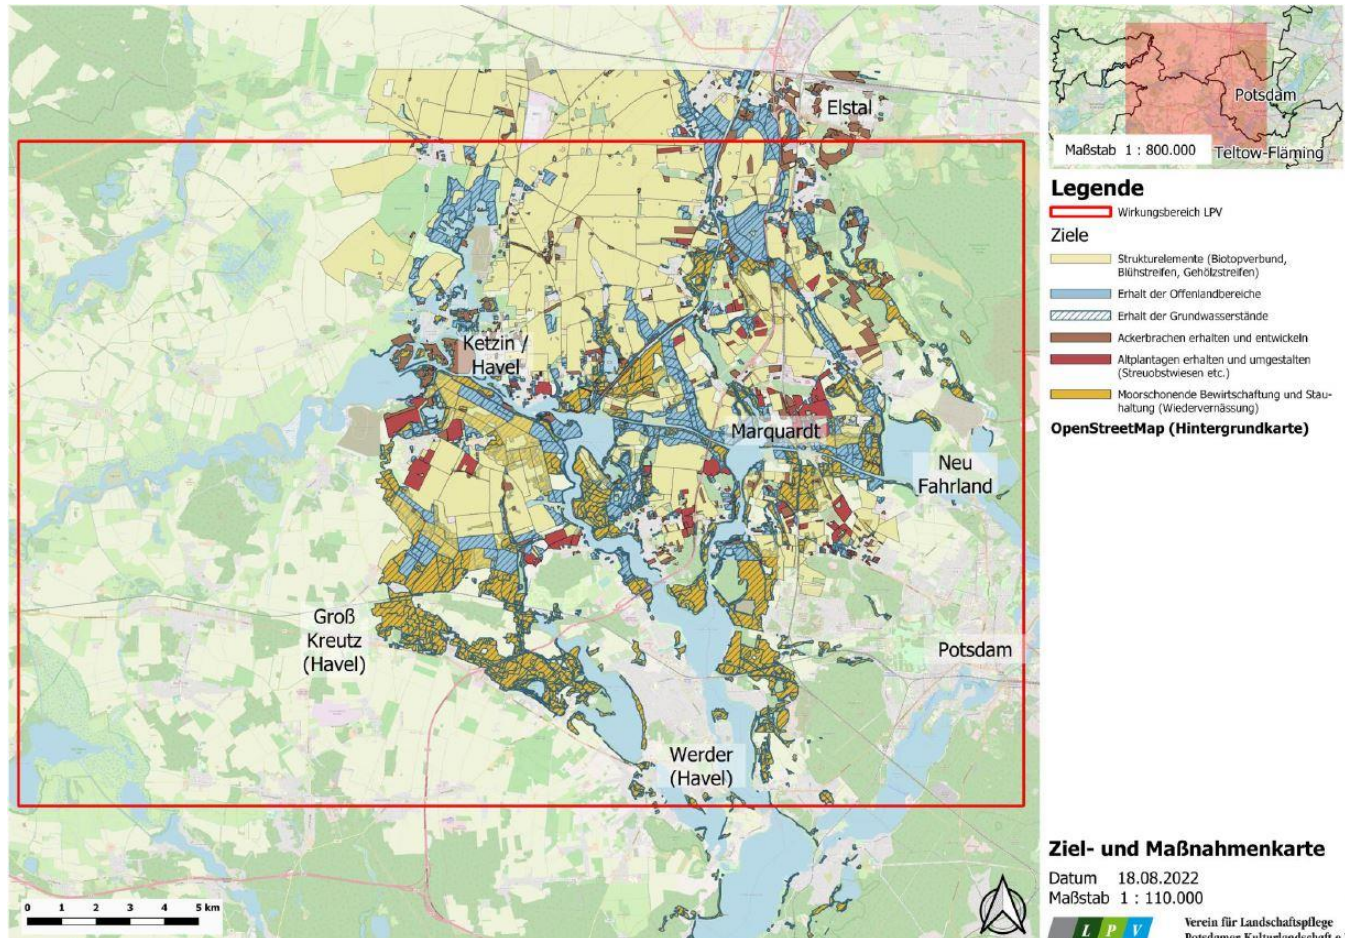 Elstal
Ketzin /
Havel
Marquardt
Neu
Fahrland
Groß
Kreutz
(Havel)
Potsdam
Werder
(Havel)
0 1 2 3 4 5 km
Potsdam
Maßstab 1 : 800.000
Teltow-Fläming
Legende
Wirkungsbereich LPV
Ziele
Strukturelemente (Biotopverbund,
Blühstreifen, Gehölzstreifen)
Erhalt der Offenlandbereiche
Erhalt der Grundwasserstände
Ackerbrachen erhalten und entwickeln
Altplantagen erhalten und umgestalten
(Streuobstwiesen etc.)
Moorschonende Bewirtschaftung und Stau-
haltung (Wiedervernässung)
OpenStreetMap (Hintergrundkarte)
Ziel- und Maßnahmenkarte
Datum 18.08.2022
Maßstab 1 : 110.000
L P V
Verein für Landschaftspflege
Potsdamer Kulturlandschaft e.